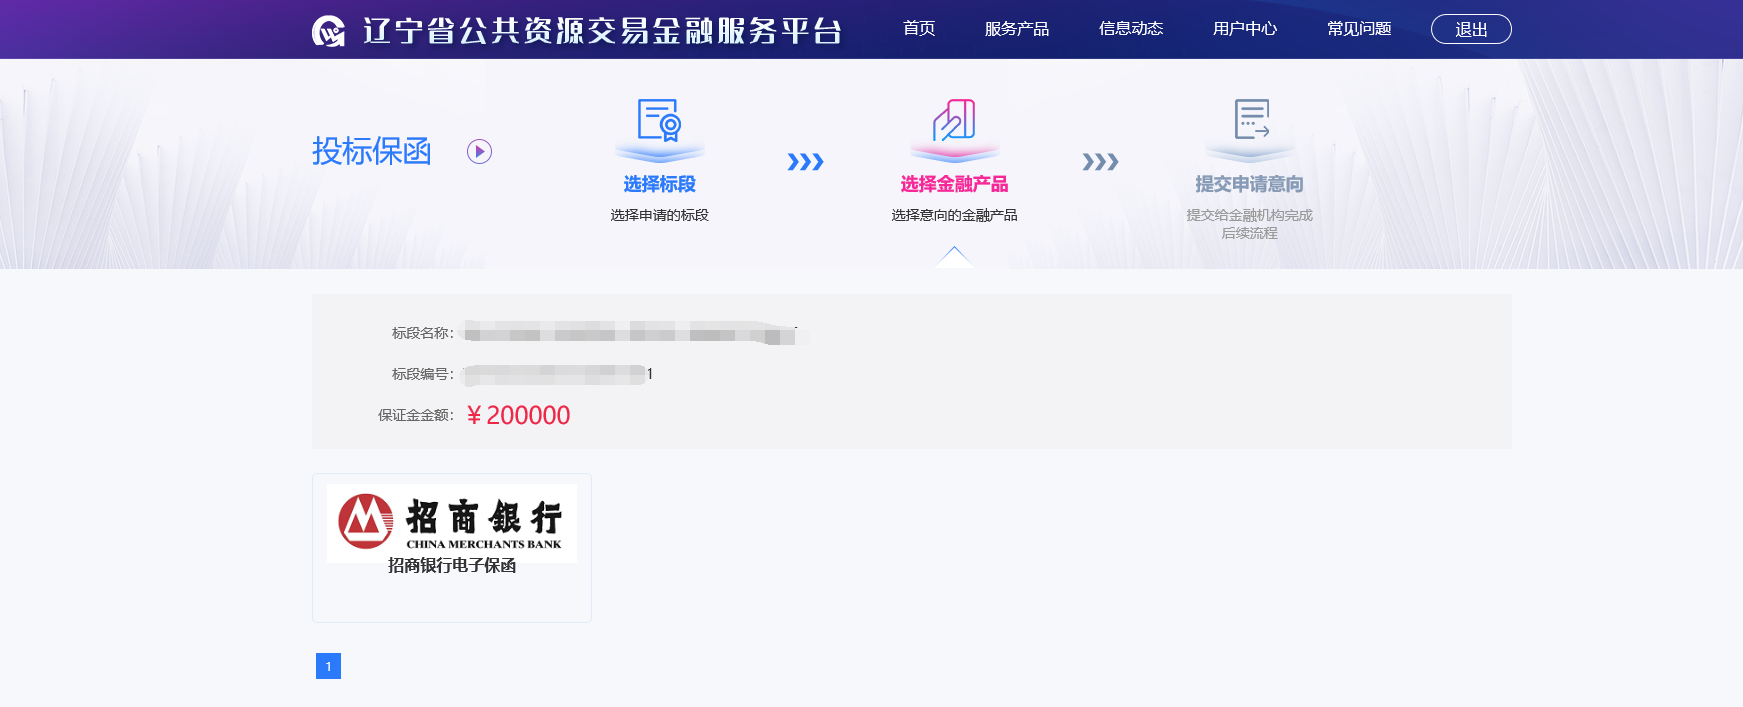 辽宁省公共资源交易金融服务平台
首页 服务产品 信息动态 用户中心 常见问题 退出
投标保函
选择标段
选择申请的标段
选择金融产品
选择意向的金融产品
提交申请意向
提交给金融机构完成
后续流程
标段名称：
标段编号： 1
保证金金额： ￥200000
招商銀行
CHINA MERCHANTS BANK
招商银行电子保函
1